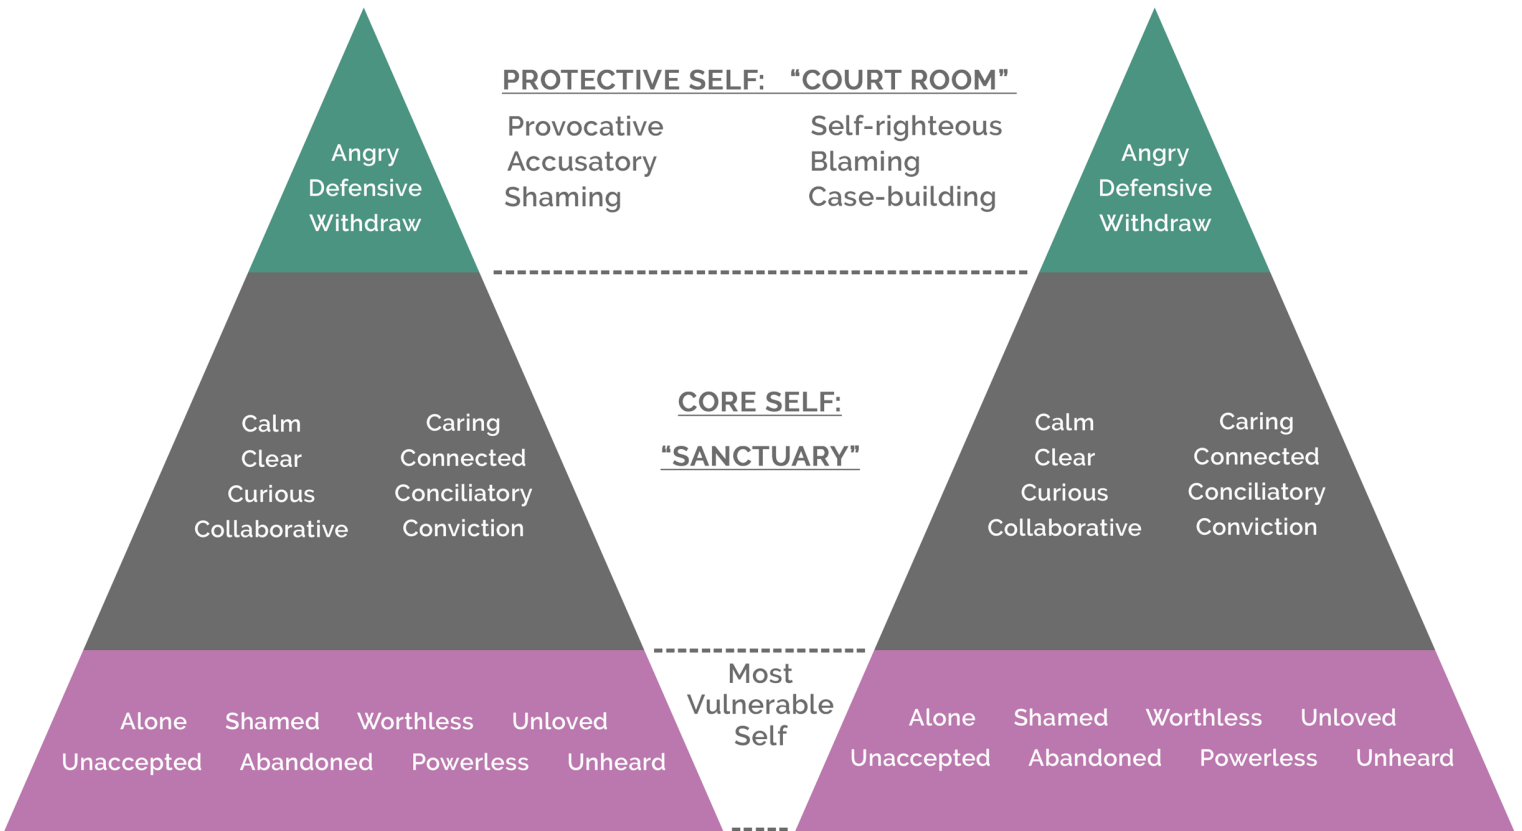 PROTECTIVE SELF: “COURT ROOM”
Provocative
Accusatory
Shaming
Self-righteous
Blaming
Case-building
Angry
Defensive
Withdraw
Angry
Defensive
Withdraw
CORE SELF:
“SANCTUARY”
Calm
Clear
Curious
Collaborative
Caring
Connected
Conciliatory
Conviction
Calm
Clear
Curious
Collaborative
Caring
Connected
Conciliatory
Conviction
Most
Vulnerable
Self
Alone Shamed Worthless Unloved
Unaccepted Abandoned Powerless Unheard
Alone Shamed Worthless Unloved
Unaccepted Abandoned Powerless Unheard